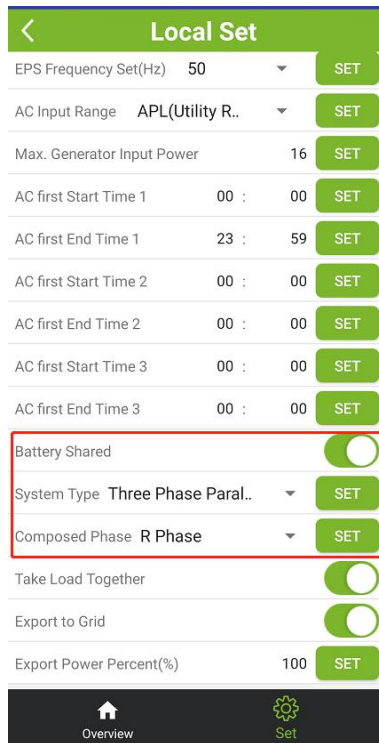 Local Set
EPS Frequency Set(Hz) 50 SET
AC Input Range APL(Utility R.. SET
Max. Generator Input Power 16 SET
AC first Start Time 1 00 : 00 SET
AC first End Time 1 23 : 59 SET
AC first Start Time 2 00 : 00 SET
AC first End Time 2 00 : 00 SET
AC first Start Time 3 00 : 00 SET
AC first End Time 3 00 : 00 SET
Battery Shared
System Type Three Phase Paral.. SET
Composed Phase R Phase SET
Take Load Together
Export to Grid
Export Power Percent(%) 100 SET
Overview Set